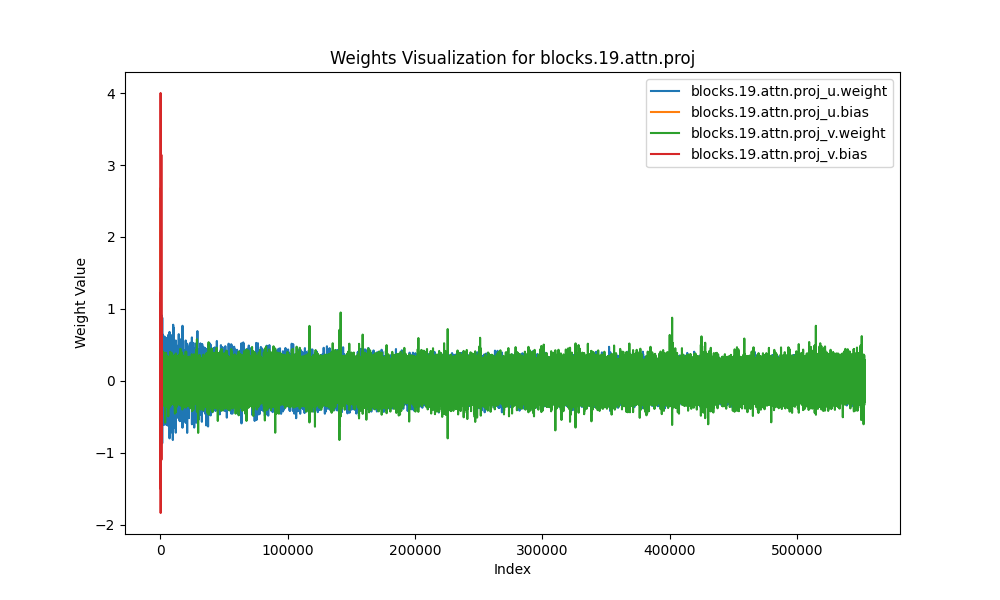 Weights Visualization for blocks.19.attn.proj
blocks.19.attn.proj_u.weight
blocks.19.attn.proj_u.bias
blocks.19.attn.proj_v.weight
blocks.19.attn.proj_v.bias
Weight Value
4
3
2
1
0
−1
−2
0 100000 200000 300000 400000 500000
Index